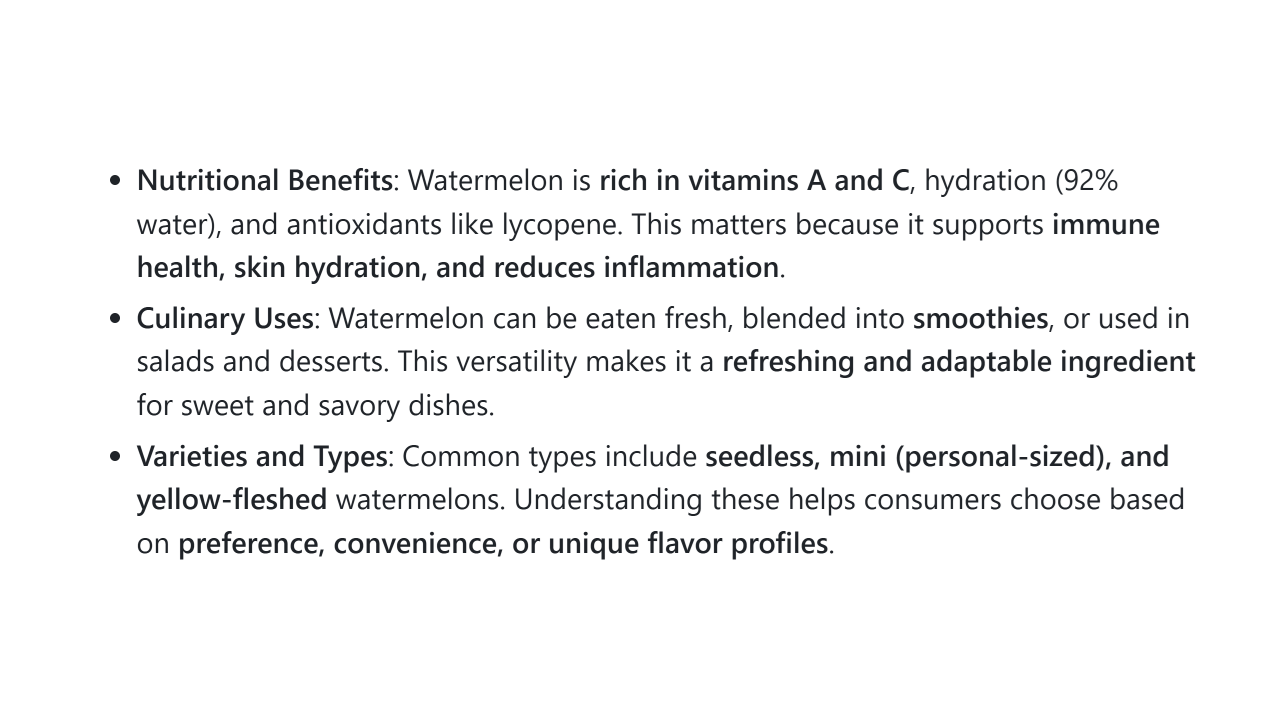 • Nutritional Benefits: Watermelon is rich in vitamins A and C, hydration (92%
water), and antioxidants like lycopene. This matters because it supports immune
health, skin hydration, and reduces inflammation.
• Culinary Uses: Watermelon can be eaten fresh, blended into smoothies, or used in
salads and desserts. This versatility makes it a refreshing and adaptable ingredient
for sweet and savory dishes.
• Varieties and Types: Common types include seedless, mini (personal-sized), and
yellow-fleshed watermelons. Understanding these helps consumers choose based
on preference, convenience, or unique flavor profiles.